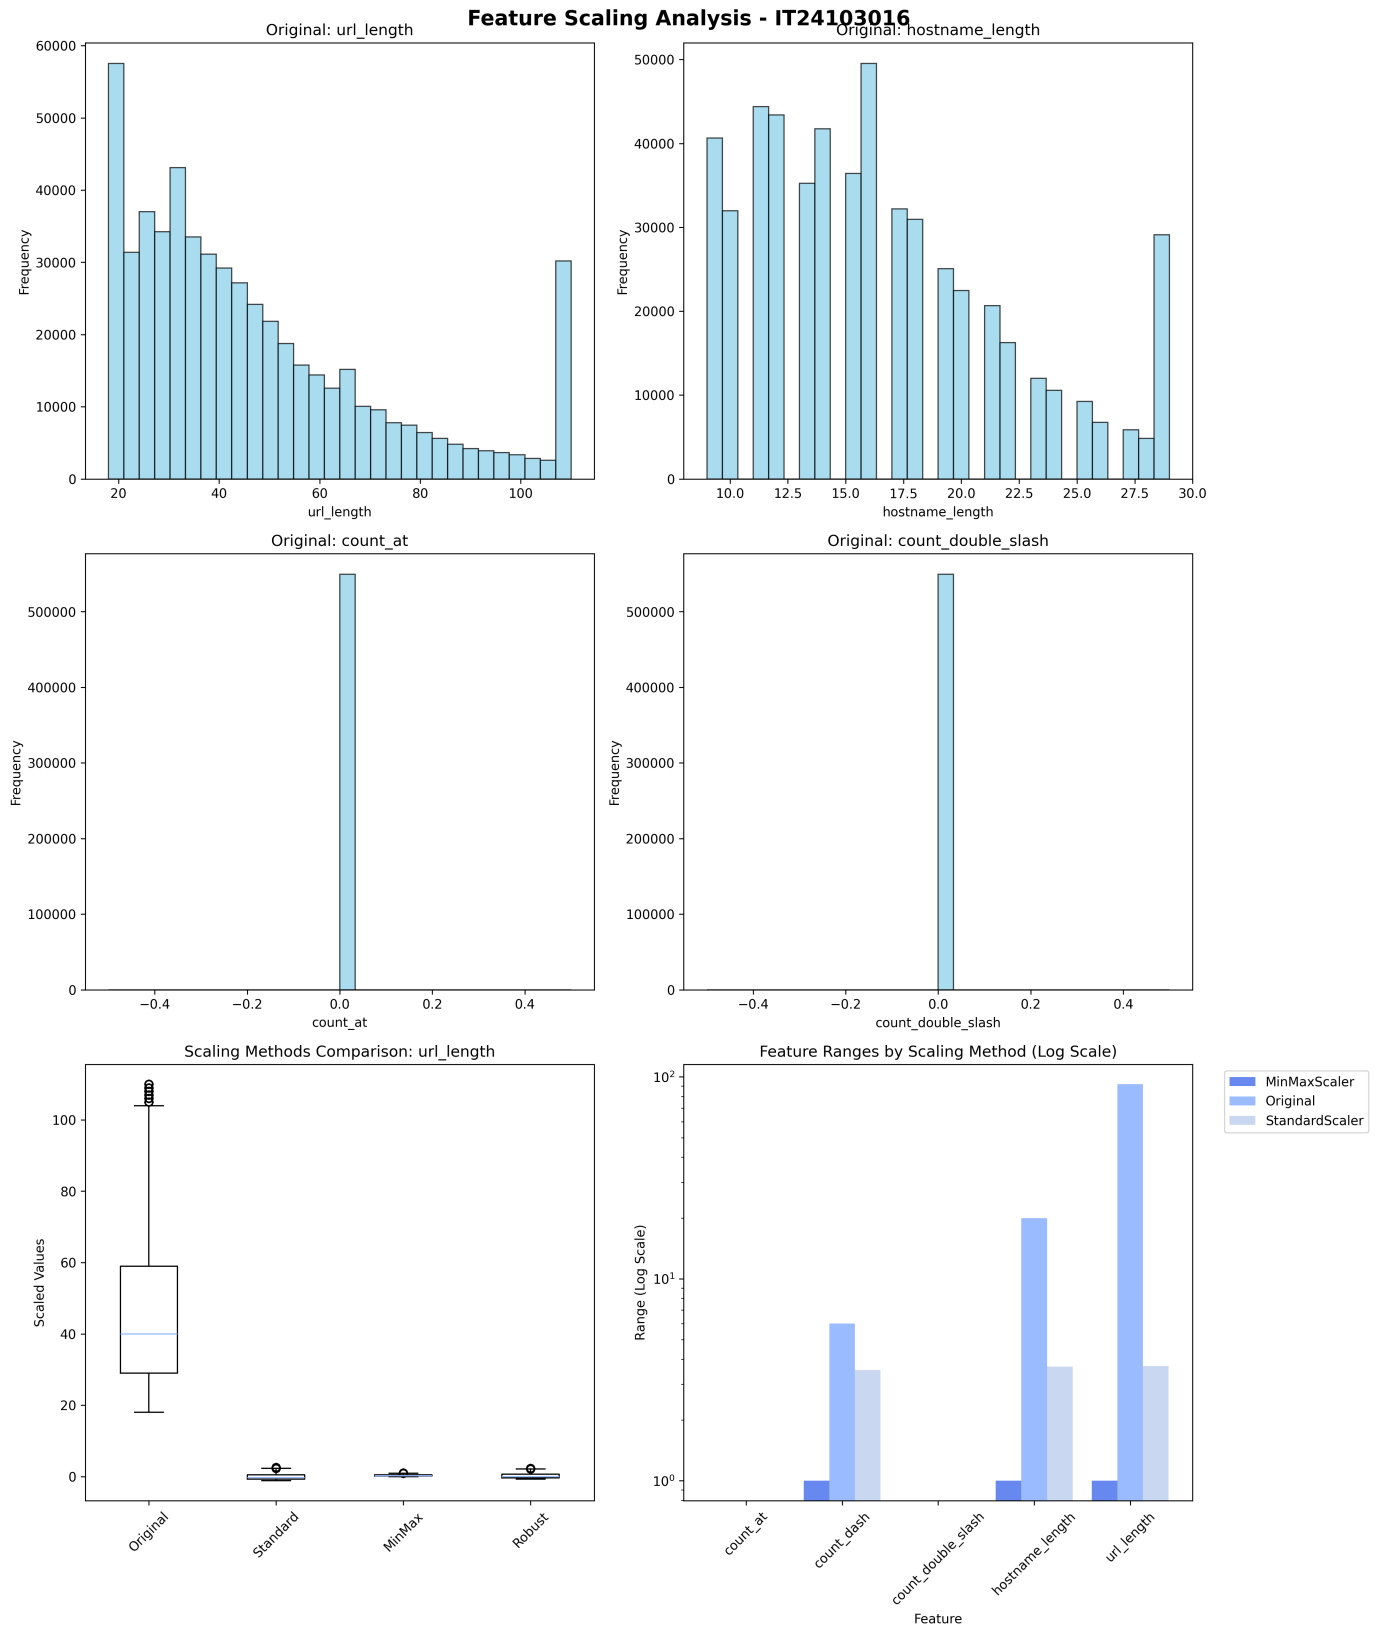 Feature Scaling Analysis - IT24103016
Original: url_length
60000
50000
40000
30000
20000
10000
0
Frequency
20 40 60 80 100
url_length
Original: hostname_length
50000
40000
30000
20000
10000
0
Frequency
10.0 12.5 15.0 17.5 20.0 22.5 25.0 27.5 30.0
hostname_length
Original: count_at
500000
400000
300000
200000
100000
0
Frequency
−0.4 −0.2 0.0 0.2 0.4
count_at
Original: count_double_slash
500000
400000
300000
200000
100000
0
Frequency
−0.4 −0.2 0.0 0.2 0.4
count_double_slash
Scaling Methods Comparison: url_length
100
80
60
40
20
0
Scaled Values
Original Standard MinMax Robust
Feature Ranges by Scaling Method (Log Scale)
10²
10¹
10⁰
Range (Log Scale)
count_at count_dash count_double_slash hostname_length url_length
Feature
MinMaxScaler
Original
StandardScaler